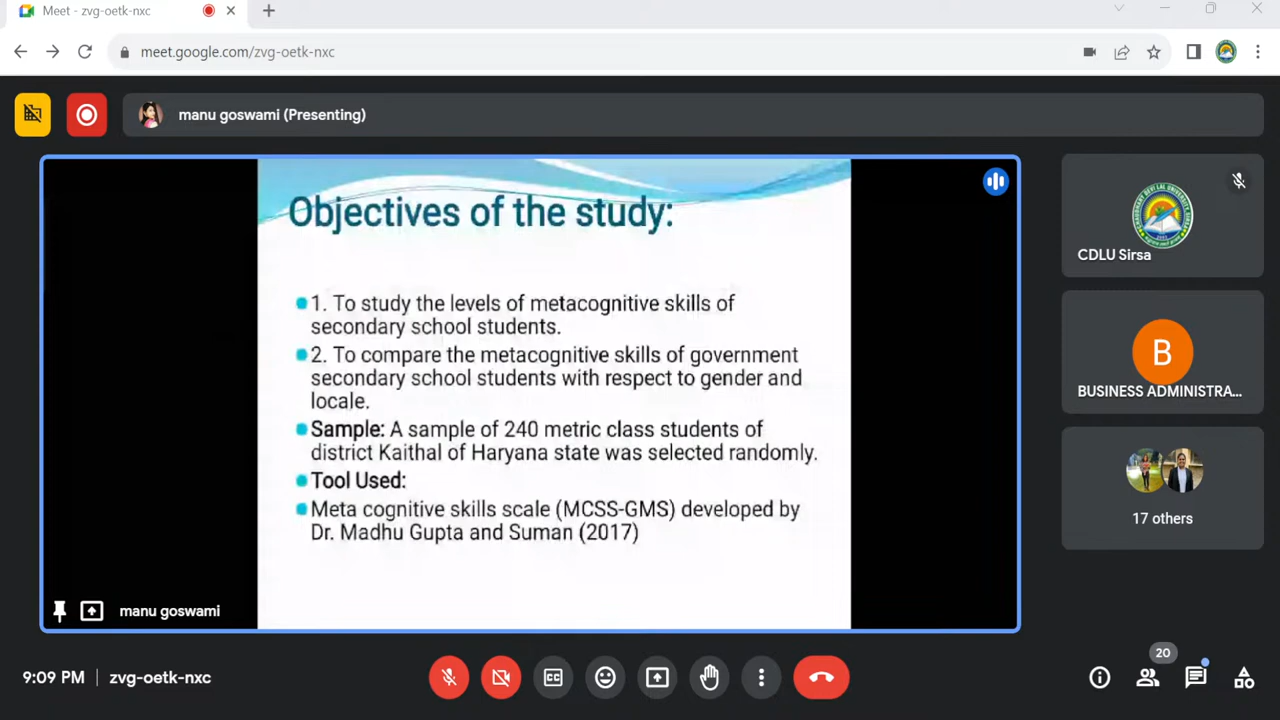 Meet - zvg-oetk-nxc
meet.google.com/zvg-oetk-nxc
manu goswami (Presenting)
Objectives of the study:
1. To study the levels of metacognitive skills of
secondary school students.
2. To compare the metacognitive skills of government
secondary school students with respect to gender and
locale.
Sample: A sample of 240 metric class students of
district Kaithal of Haryana state was selected randomly.
Tool Used:
Meta cognitive skills scale (MCSS-GMS) developed by
Dr. Madhu Gupta and Suman (2017)
manu goswami
CDLU Sirsa
B
BUSINESS ADMINISTRA...
17 others
9:09 PM | zvg-oetk-nxc
CC
20